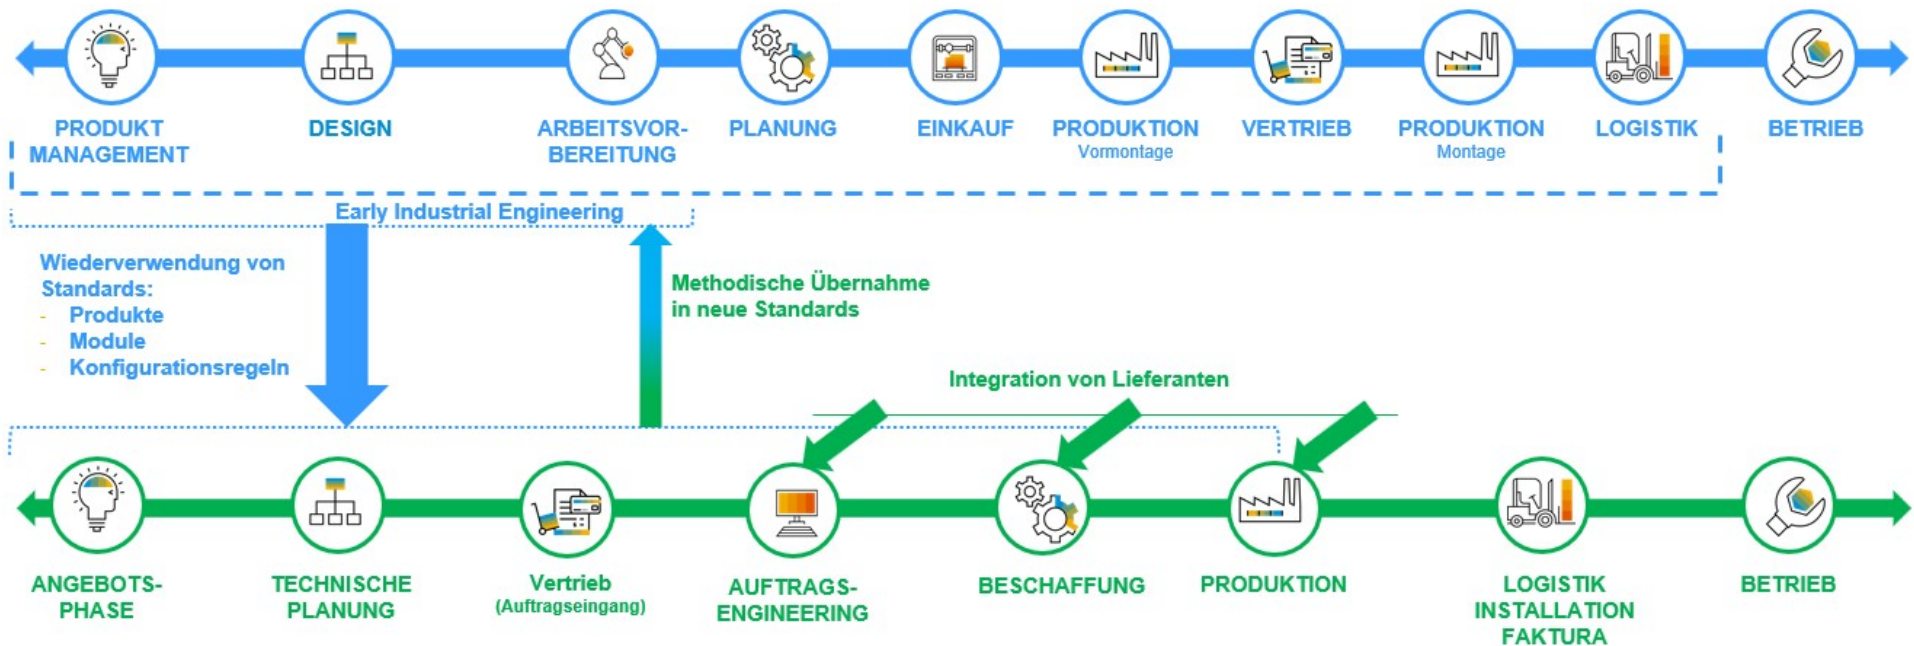 PRODUKT
MANAGEMENT
DESIGN
ARBEITSVOR-
BEREITUNG
PLANUNG
EINKAUF
PRODUKTION
Vormontage
VERTRIEB
PRODUKTION
Montage
LOGISTIK
BETRIEB
Early Industrial Engineering
Wiederverwendung von
Standards:
- Produkte
- Module
- Konfigurationsregeln
Methodische Übernahme
in neue Standards
Integration von Lieferanten
ANGEBOTS-
PHASE
TECHNISCHE
PLANUNG
Vertrieb
(Auftragseingang)
AUFTRAGS-
ENGINEERING
BESCHAFFUNG
PRODUKTION
LOGISTIK
INSTALLATION
FAKTURA
BETRIEB